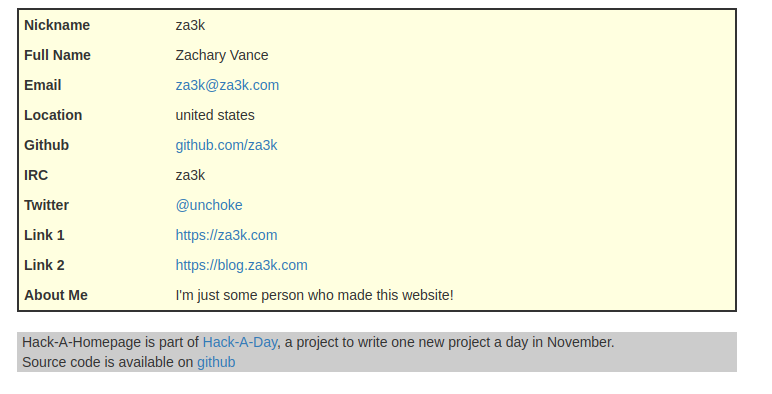 Nickname za3k
Full Name Zachary Vance
Email za3k@za3k.com
Location united states
Github github.com/za3k
IRC za3k
Twitter @unchoke
Link 1 https://za3k.com
Link 2 https://blog.za3k.com
About Me I'm just some person who made this website!
Hack-A-Homepage is part of Hack-A-Day, a project to write one new project a day in November.
Source code is available on github